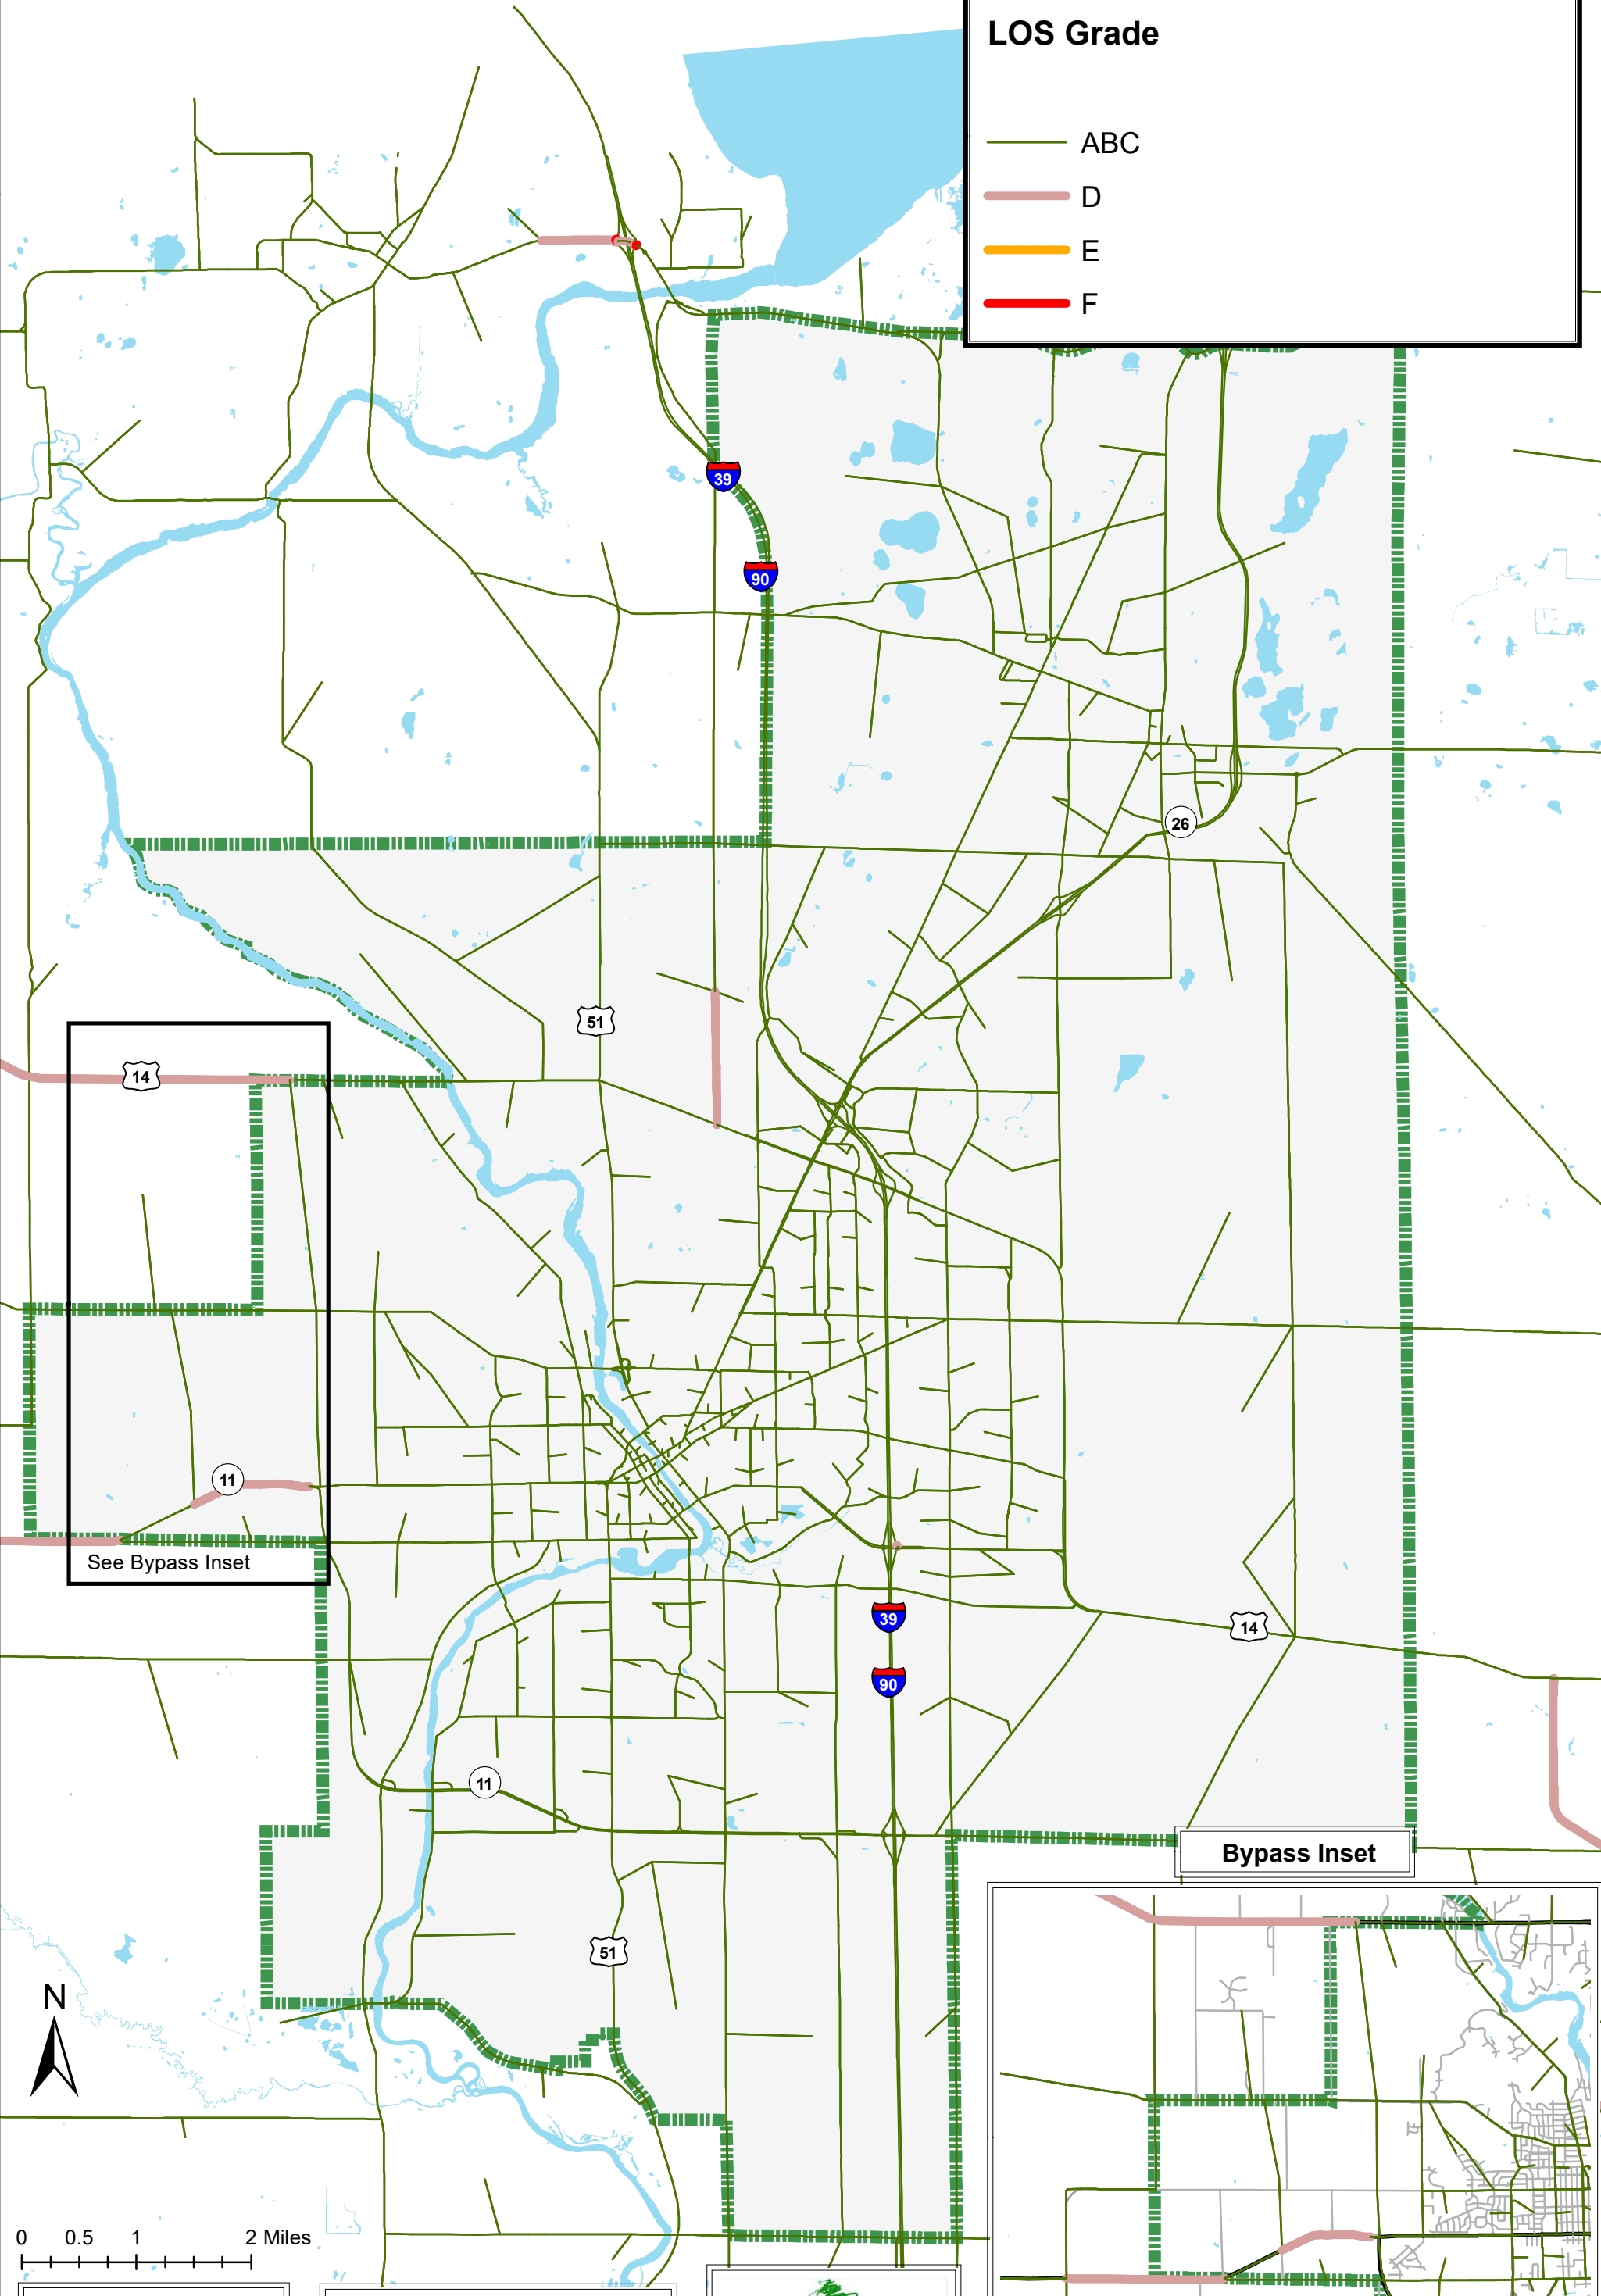 LOS Grade
ABC
D
E
F
39
90
26
51
14
11
See Bypass Inset
39
14
90
11
Bypass Inset
51
N
0 0.5 1 2 Miles